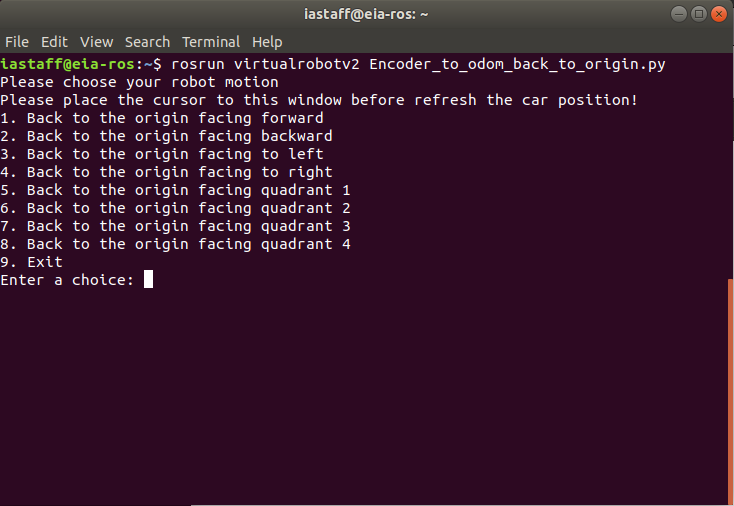 iastaff@eia-ros: ~
File Edit View Search Terminal Help
iastaff@eia-ros:~$ rosrun virtualrobotv2 Encoder_to_odom_back_to_origin.py
Please choose your robot motion
Please place the cursor to this window before refresh the car position!
1. Back to the origin facing forward
2. Back to the origin facing backward
3. Back to the origin facing to left
4. Back to the origin facing to right
5. Back to the origin facing quadrant 1
6. Back to the origin facing quadrant 2
7. Back to the origin facing quadrant 3
8. Back to the origin facing quadrant 4
9. Exit
Enter a choice: